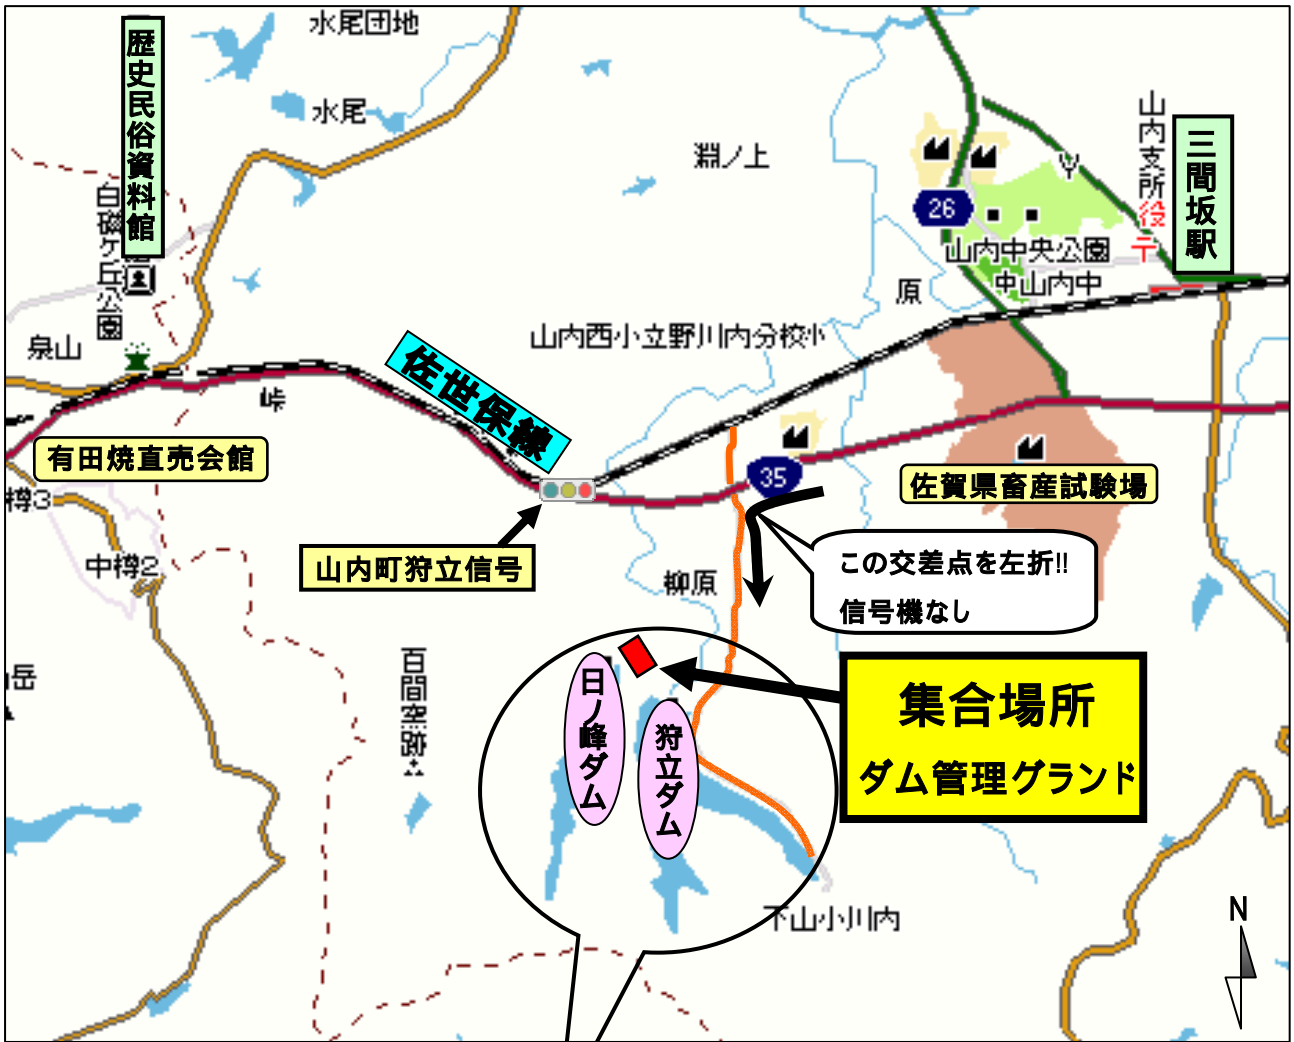 水尾団地
歴史民俗資料館
水尾
淵ノ上
山内支所
三間坂駅
役
26
白磁ヶ丘公園
山内中央公園
中山内中
原
泉山
山内西小立野川内分校小
佐世保線
峠
有田焼直売会館
35
佐賀県畜産試験場
樽3
山内町狩立信号
この交差点を左折!!
信号機なし
中樽2
柳原
岳
日ノ峰ダム
狩立ダム
集合場所
ダム管理グランド
下山小川内
N